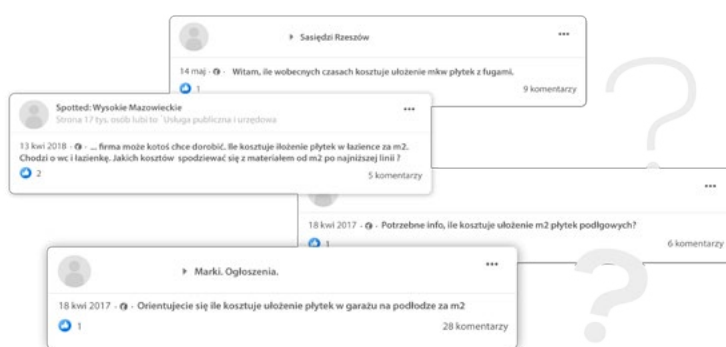 Sasiędzi Rzeszów
14 maj · Witam, ile wobecnych czasach kosztuje ułożenie mkw płytek z fugami.
1
9 komentarzy
Spotted: Wysokie Mazowieckie
Strona 17 tyś. osób lubi to · Usługa publiczna i urzędowa
13 kwi 2018 · ... firma może kotoś chce dorobić. Ile kosztuje iłożenie płytek w łazience za m2.
Chodzi o wc i łazienkę. Jakich kosztów spodziewać się z materiałem od m2 po najniższej linii ?
2
5 komentarzy
18 kwi 2017 · Potrzebne info, ile kosztuje ułożenie m2 płytek podłgowych?
1
6 komentarzy
Marki. Ogłoszenia.
18 kwi 2017 · Orientujecie się ile kosztuje ułożenie płytek w garażu na podłodze za m2
1
28 komentarzy
? 
?